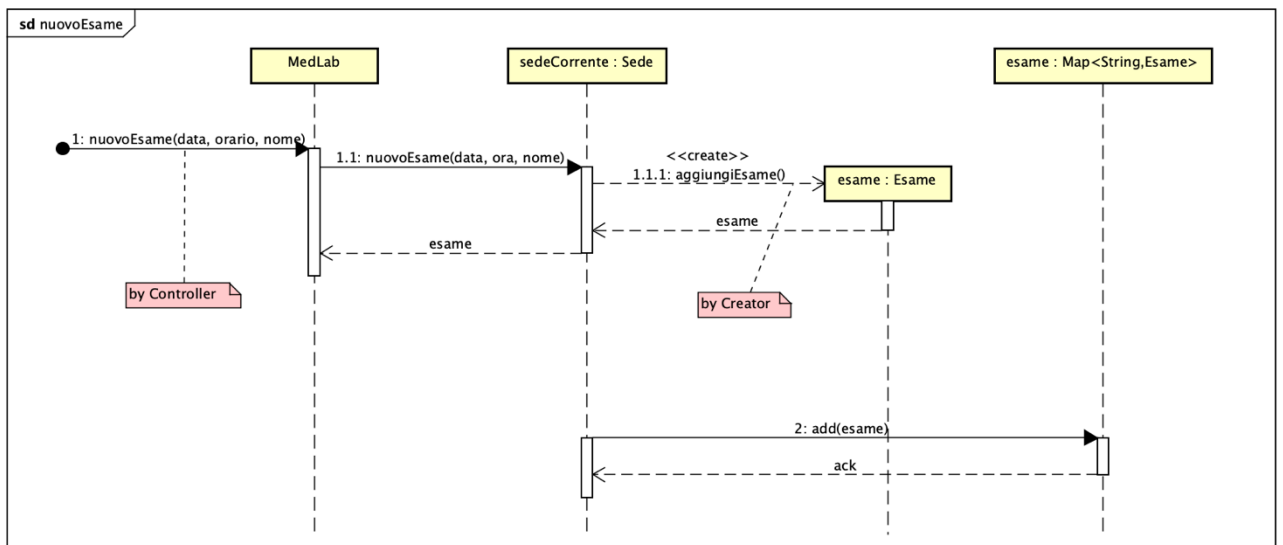 sd nuovoEsame
MedLab
sedeCorrente : Sede
esame : Map<String,Esame>
1: nuovoEsame(data, orario, nome)
1.1: nuovoEsame(data, ora, nome)
<<create>>
1.1.1: aggiungiEsame()
esame : Esame
esame
esame
by Controller
by Creator
2: add(esame)
ack